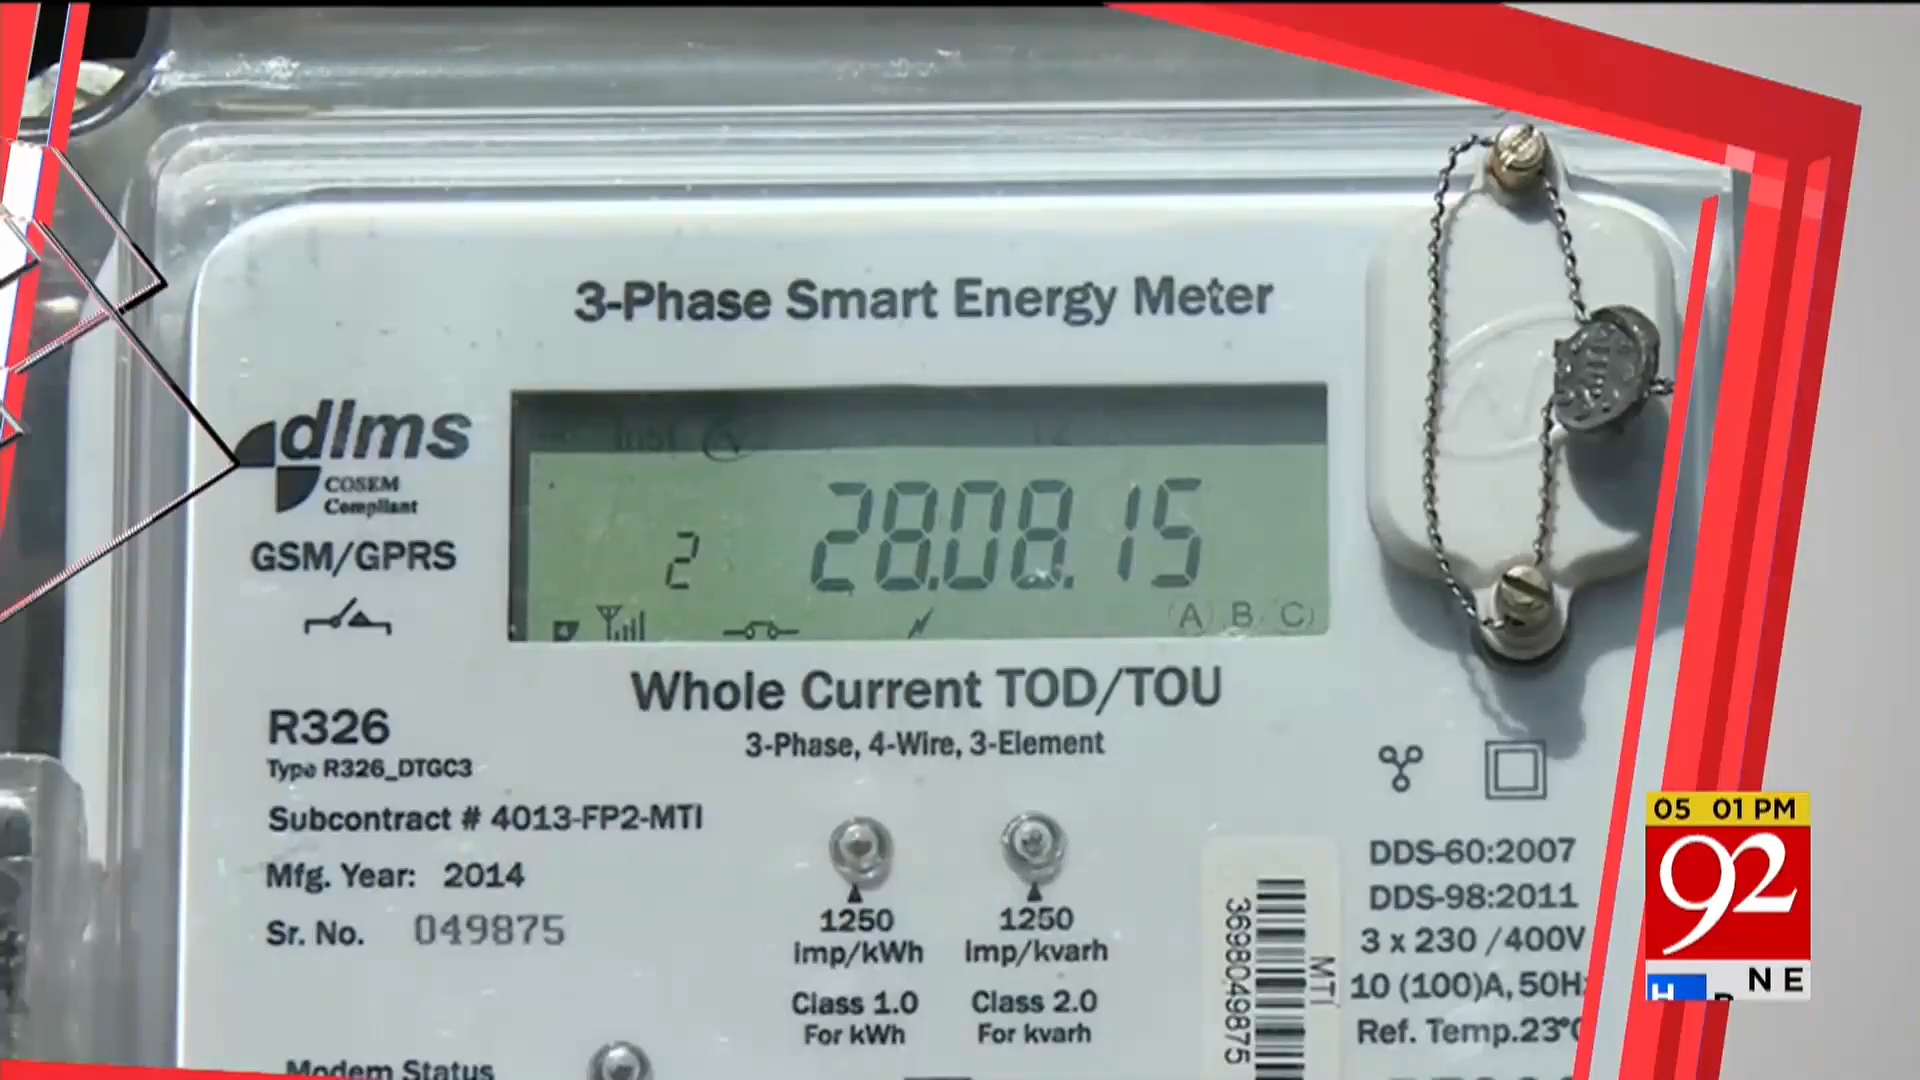 3-Phase Smart Energy Meter
dlms
COSEM
Compliant
GSM/GPRS
2 28.08.15
A B C
Whole Current TOD/TOU
3-Phase, 4-Wire, 3-Element
R326
Type R326_DTGC3
Subcontract # 4013-FP2-MTI
Mfg. Year: 2014
Sr. No. 049875
1250
imp/kWh
Class 1.0
For kWh
1250
imp/kvarh
Class 2.0
For kvarh
3698049875
MTI
DDS-60:2007
DDS-98:2011
3 x 230 /400V
10 (100)A, 50Hz
Ref. Temp.23°C
Modem Status
05 01 PM
92
H
NE